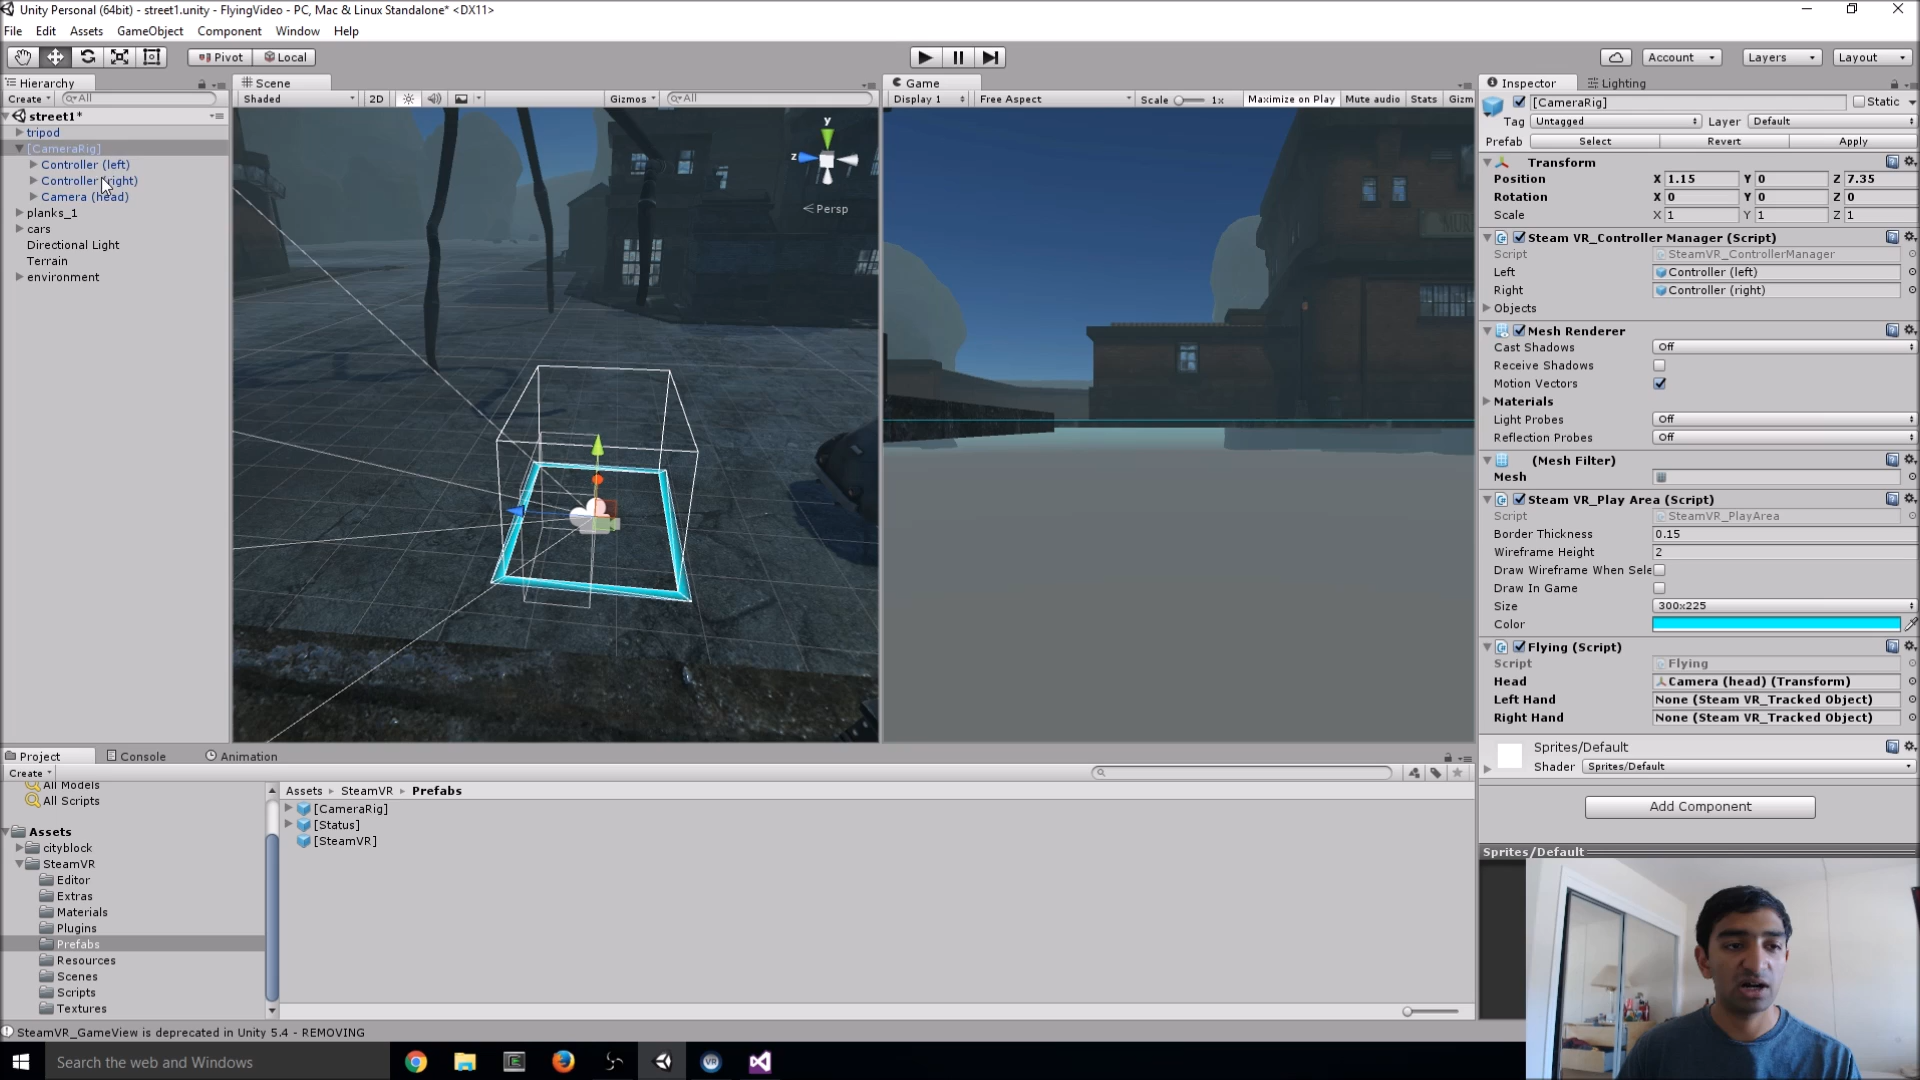 Unity Personal (64bit) - street1.unity - FlyingVideo - PC, Mac & Linux Standalone* <DX11>
File Edit Assets GameObject Component Window Help
Pivot Local
Account Layers Layout
Hierarchy
Create All
street1*
tripod
[CameraRig]
Controller (left)
Controller (right)
Camera (head)
planks_1
cars
Directional Light
Terrain
environment
Scene
Shaded 2D Gizmos All
y
z
Persp
Game
Display 1 Free Aspect Scale 1x Maximize on Play Mute audio Stats Gizm
Inspector Lighting
[CameraRig] Static
Tag Untagged Layer Default
Prefab Select Revert Apply
Transform
Position X 1.15 Y 0 Z 7.35
Rotation X 0 Y 0 Z 0
Scale X 1 Y 1 Z 1
Steam VR_Controller Manager (Script)
Script SteamVR_ControllerManager
Left Controller (left)
Right Controller (right)
Objects
Mesh Renderer
Cast Shadows Off
Receive Shadows
Motion Vectors
Materials
Light Probes Off
Reflection Probes Off
(Mesh Filter)
Mesh
Steam VR_Play Area (Script)
Script SteamVR_PlayArea
Border Thickness 0.15
Wireframe Height 2
Draw Wireframe When Sele
Draw In Game
Size 300x225
Color
Flying (Script)
Script Flying
Head Camera (head) (Transform)
Left Hand None (Steam VR_Tracked Object)
Right Hand None (Steam VR_Tracked Object)
Sprites/Default
Shader Sprites/Default
Add Component
Sprites/Default
Project Console Animation
Create
All Models
All Scripts
Assets
cityblock
SteamVR
Editor
Extras
Materials
Plugins
Prefabs
Resources
Scenes
Scripts
Textures
Assets SteamVR Prefabs
[CameraRig]
[Status]
[SteamVR]
SteamVR_GameView is deprecated in Unity 5.4 - REMOVING
Search the web and Windows